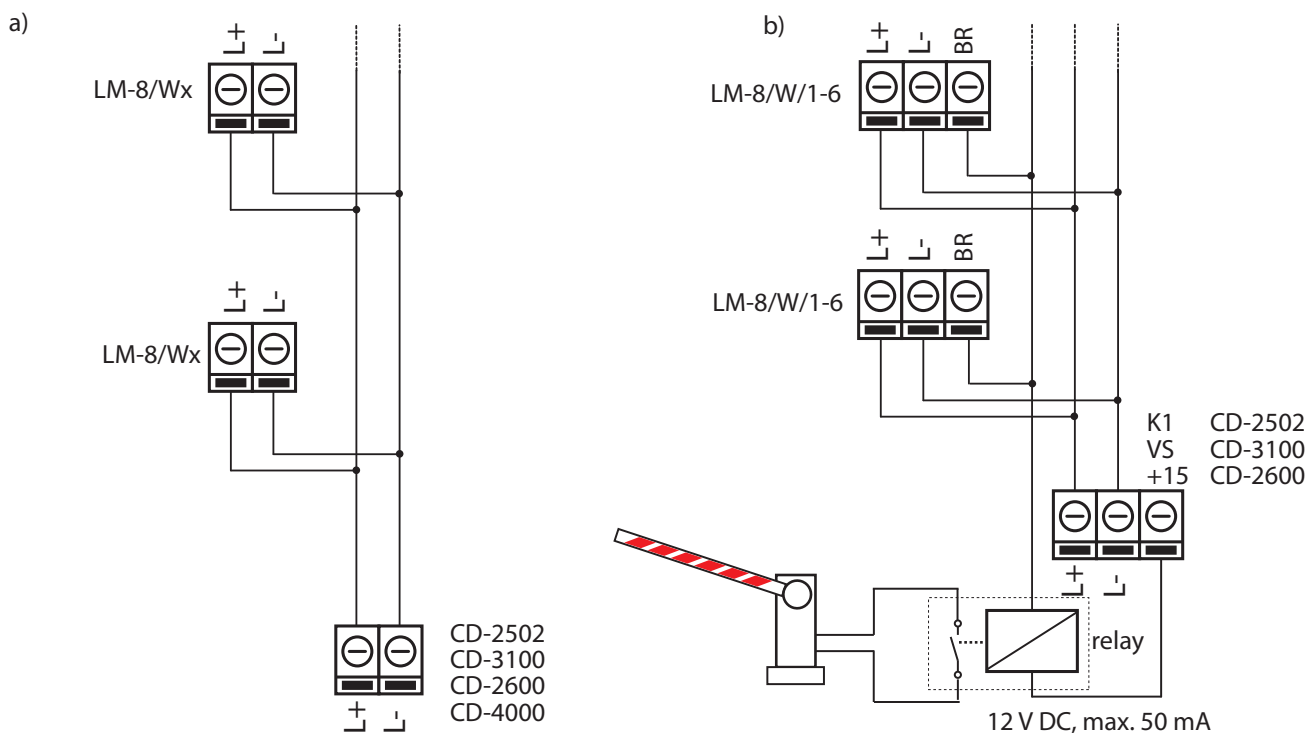 a)
L+ L-
LM-8/Wx
L+ L-
LM-8/Wx
CD-2502
CD-3100
CD-2600
CD-4000
L+ L-
b)
L+ L- BR
LM-8/W/1-6
L+ L- BR
LM-8/W/1-6
K1 CD-2502
VS CD-3100
+15 CD-2600
L+ L-
relay
12 V DC, max. 50 mA